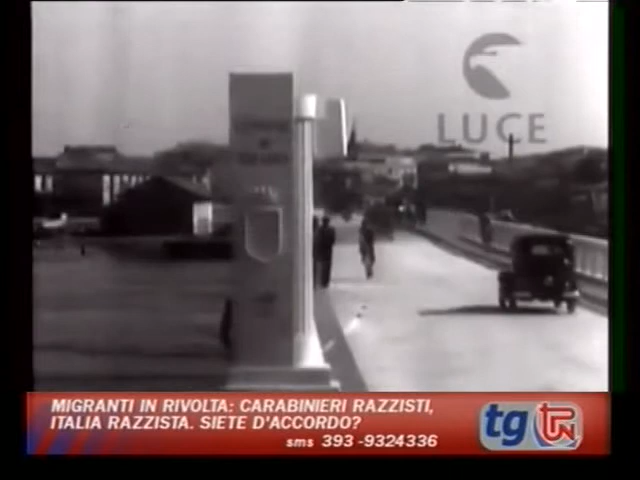 LUCE
MIGRANTI IN RIVOLTA: CARABINIERI RAZZISTI,
ITALIA RAZZISTA. SIETE D'ACCORDO?
sms 393-9324336
tg